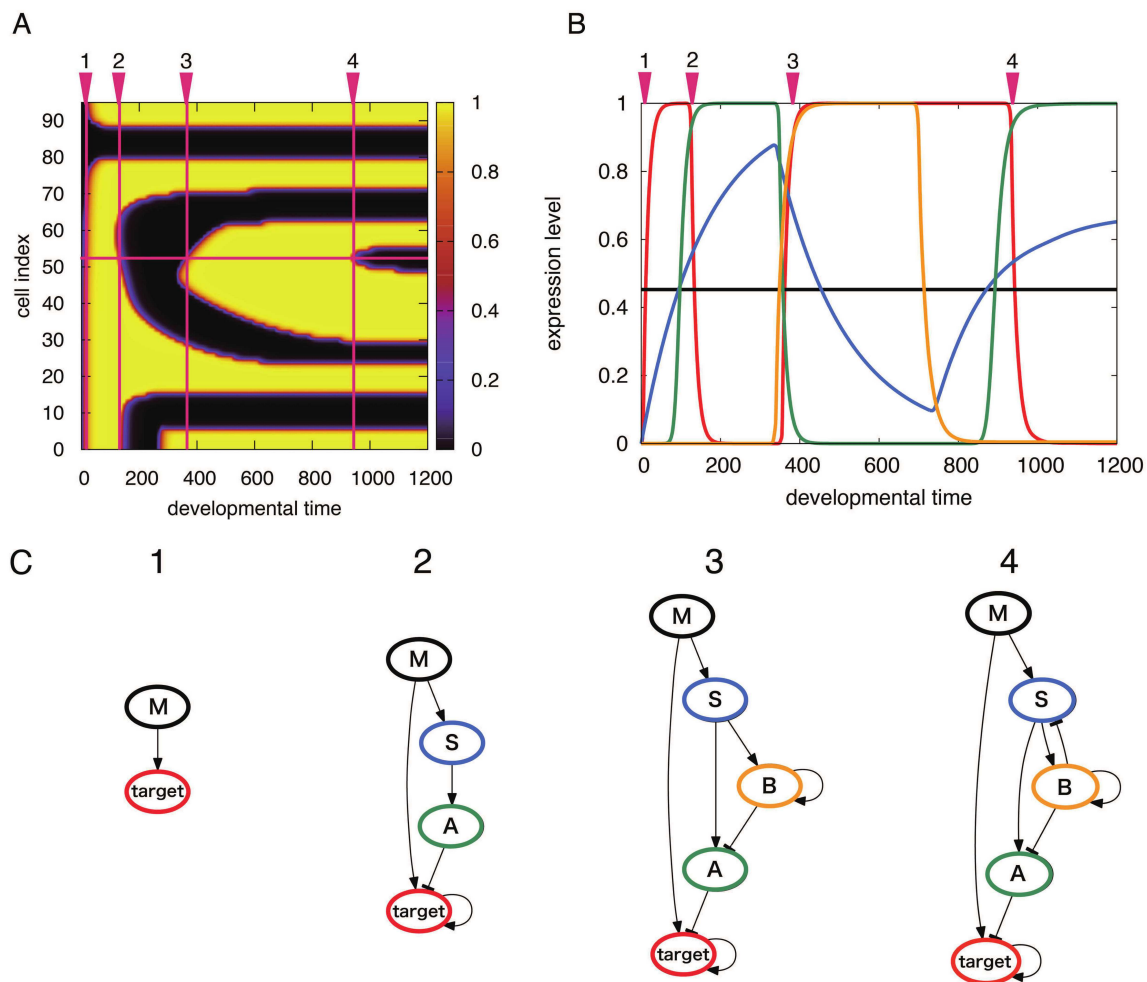 A
B
1 2 3 4
1 2 3 4
90
80
70
60
50
40
30
20
10
0
cell index
0 200 400 600 800 1000 1200
developmental time
1
0.8
0.6
0.4
0.2
0
1
0.8
0.6
0.4
0.2
0
expression level
0 200 400 600 800 1000 1200
developmental time
C
1
2
3
4
M
target
M
S
A
target
M
S
B
A
target
M
S
B
A
target